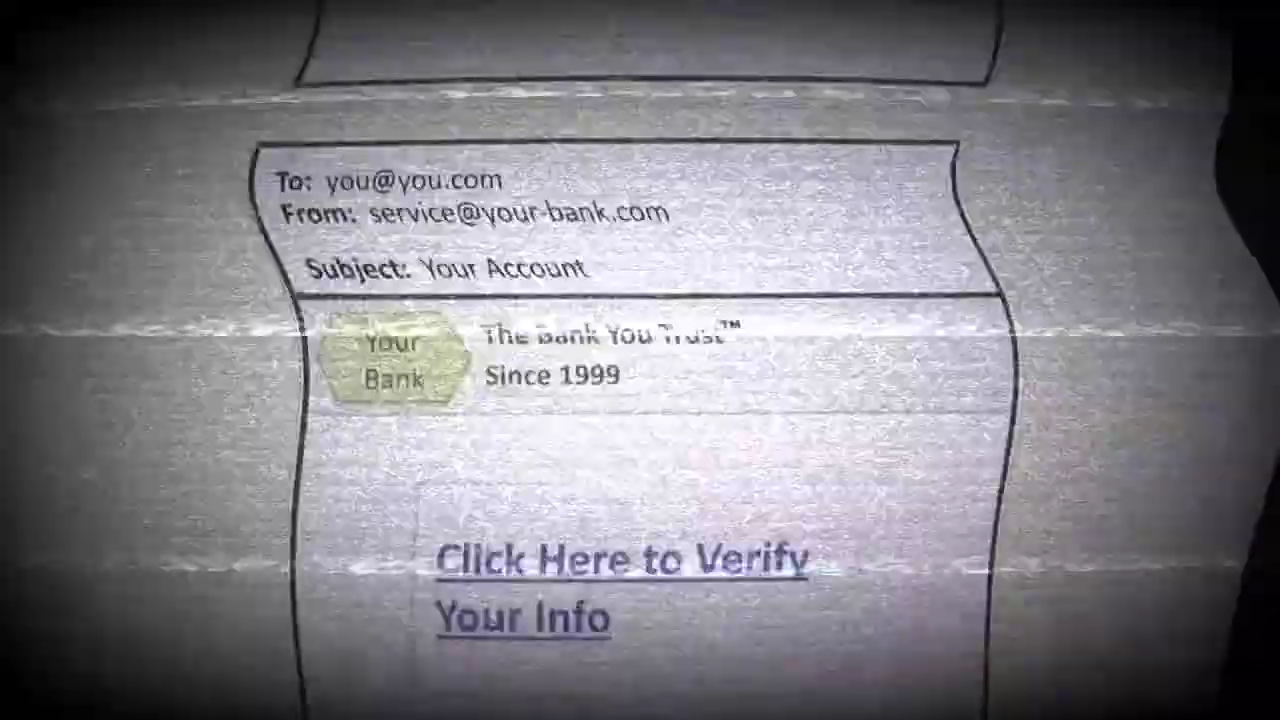 To: you@you.com
From: service@your-bank.com
Subject: Your Account
Your
Bank
The Bank You Trust™
Since 1999
Click Here to Verify
Your Info